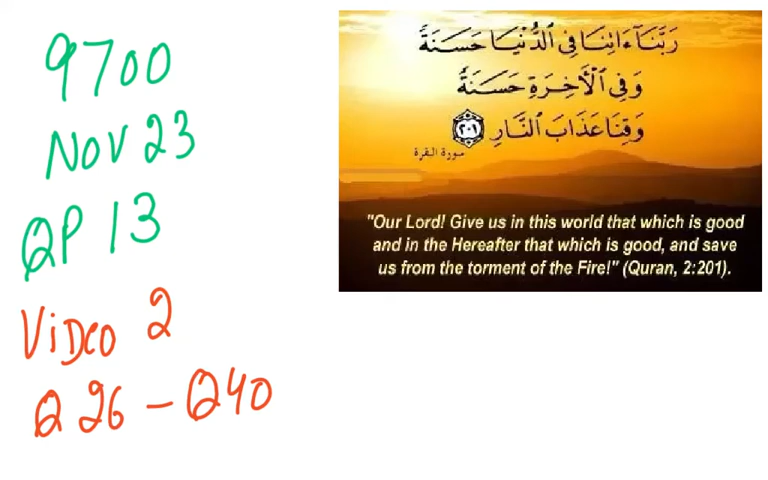 9700
NOV 23
QP 13
ViDEO 2
Q 26 – Q40
رَبَّنَآ ءَاتِنَا فِي ٱلدُّنْيَا حَسَنَةً
وَفِي ٱلْأَخِرَةِ حَسَنَةً
وَقِنَا عَذَابَ ٱلنَّارِ ٢٠١
سورة البقرة
"Our Lord! Give us in this world that which is good
and in the Hereafter that which is good, and save
us from the torment of the Fire!" (Quran, 2:201).